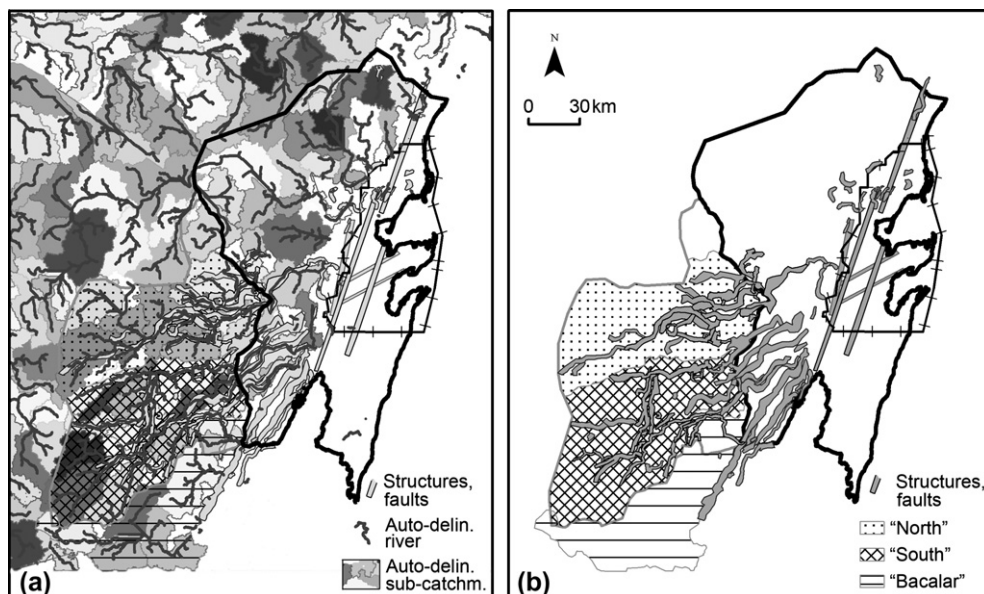 Structures,
faults
Auto-delin.
river
Auto-delin.
sub-catchm.
(a)
N
0 30 km
Structures,
faults
"North"
"South"
"Bacalar"
(b)